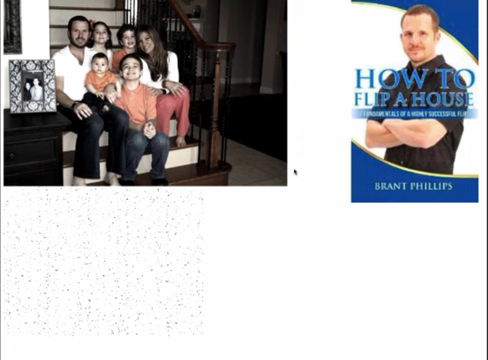 HOW TO
FLIP A HOUSE
FUNDAMENTALS OF A HIGHLY SUCCESSFUL
BRANT PHILLIPS